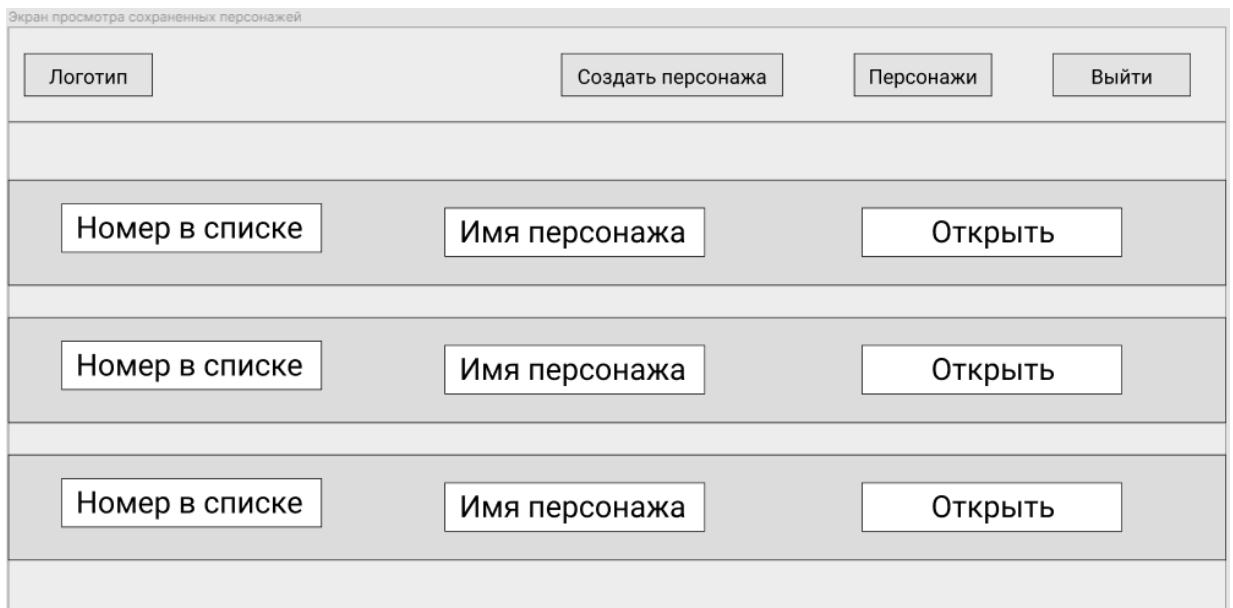 Экран просмотра сохраненных персонажей
Логотип Создать персонажа Персонажи Выйти
Номер в списке Имя персонажа Открыть
Номер в списке Имя персонажа Открыть
Номер в списке Имя персонажа Открыть